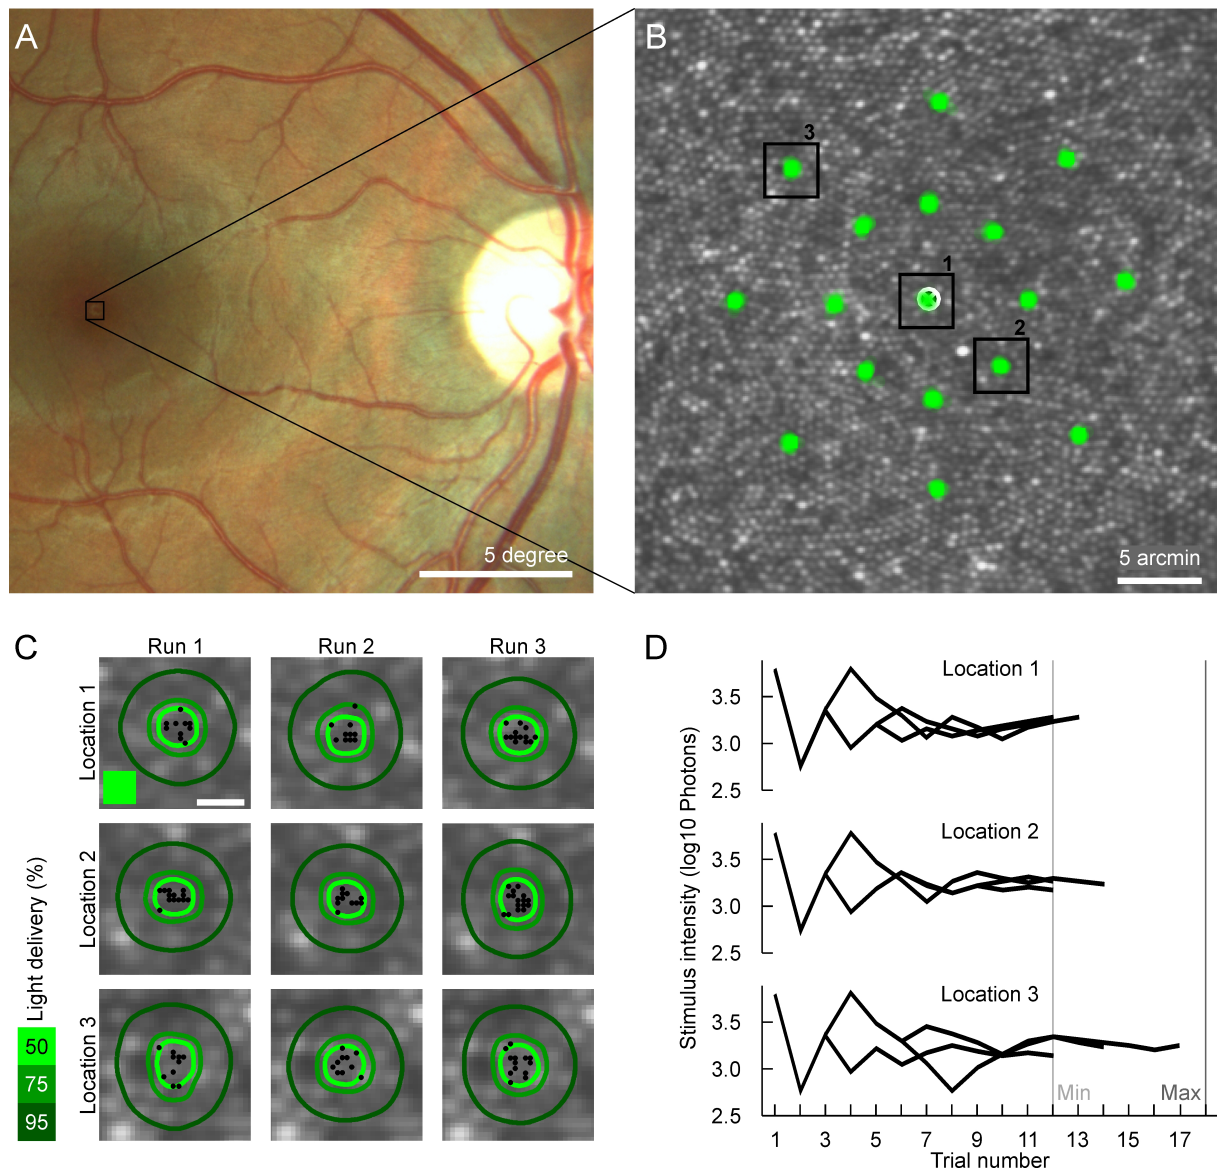 A
5 degree
B
3
1
2
5 arcmin
C
Run 1
Run 2
Run 3
Location 1
Location 2
Location 3
Light delivery (%)
50
75
95
D
Stimulus intensity (log10 Photons)
Location 1
3.5
3.0
2.5
Location 2
3.5
3.0
2.5
Location 3
3.5
3.0
2.5
Min
Max
1 3 5 7 9 11 13 15 17
Trial number